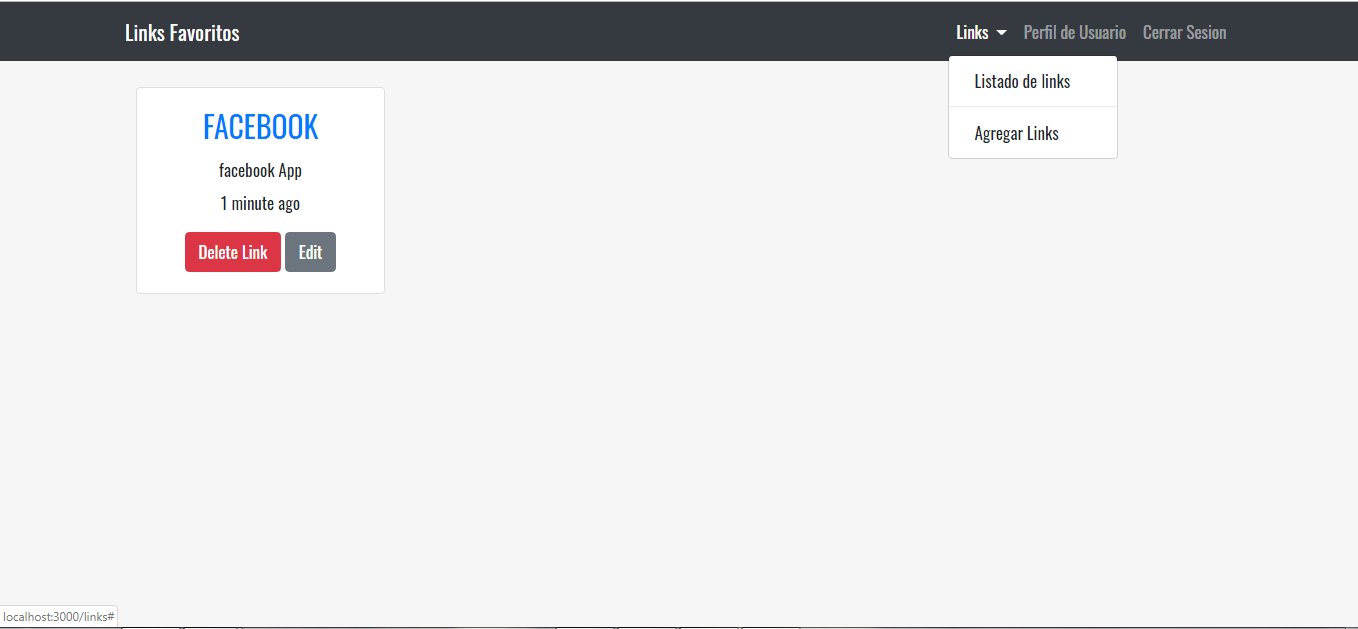 Links Favoritos
Links Perfil de Usuario Cerrar Sesion
Listado de links
Agregar Links
FACEBOOK
facebook App
1 minute ago
Delete Link Edit
localhost:3000/links#